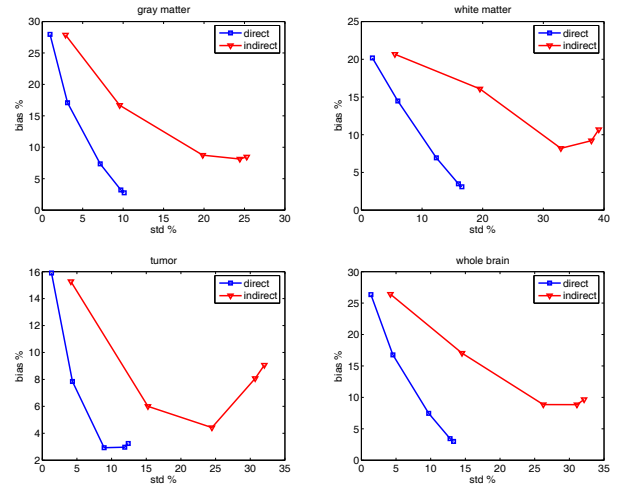 gray matter
30
25
20
15
10
5
0
bias %
0 5 10 15 20 25 30
std %
direct
indirect
white matter
25
20
15
10
5
0
bias %
0 10 20 30 40
std %
direct
indirect
tumor
16
14
12
10
8
6
4
2
bias %
0 5 10 15 20 25 30 35
std %
direct
indirect
whole brain
30
25
20
15
10
5
0
bias %
0 5 10 15 20 25 30 35
std %
direct
indirect